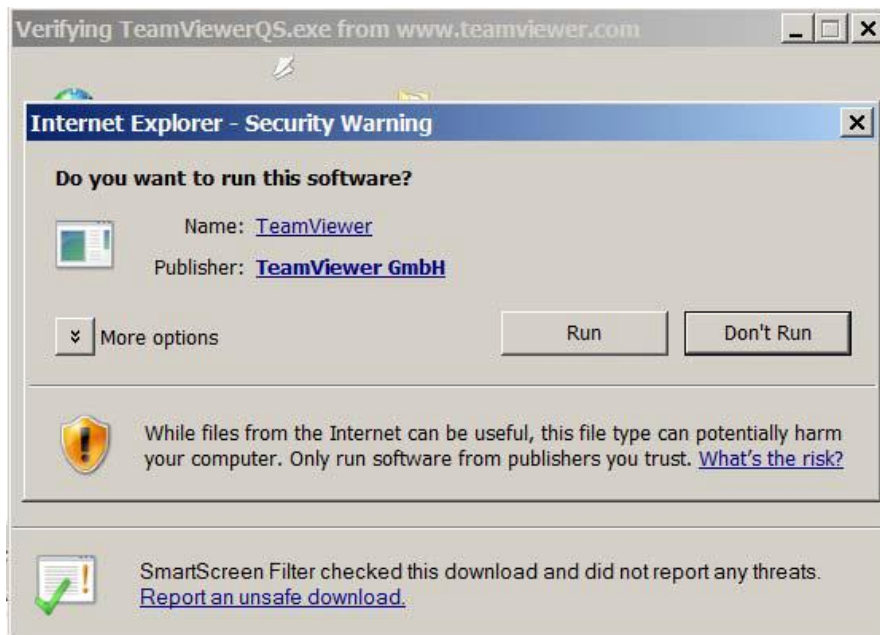 Verifying TeamViewerQS.exe from www.teamviewer.com
Internet Explorer - Security Warning
Do you want to run this software?
Name: TeamViewer
Publisher: TeamViewer GmbH
More options
Run
Don't Run
While files from the Internet can be useful, this file type can potentially harm
your computer. Only run software from publishers you trust. What's the risk?
SmartScreen Filter checked this download and did not report any threats.
Report an unsafe download.